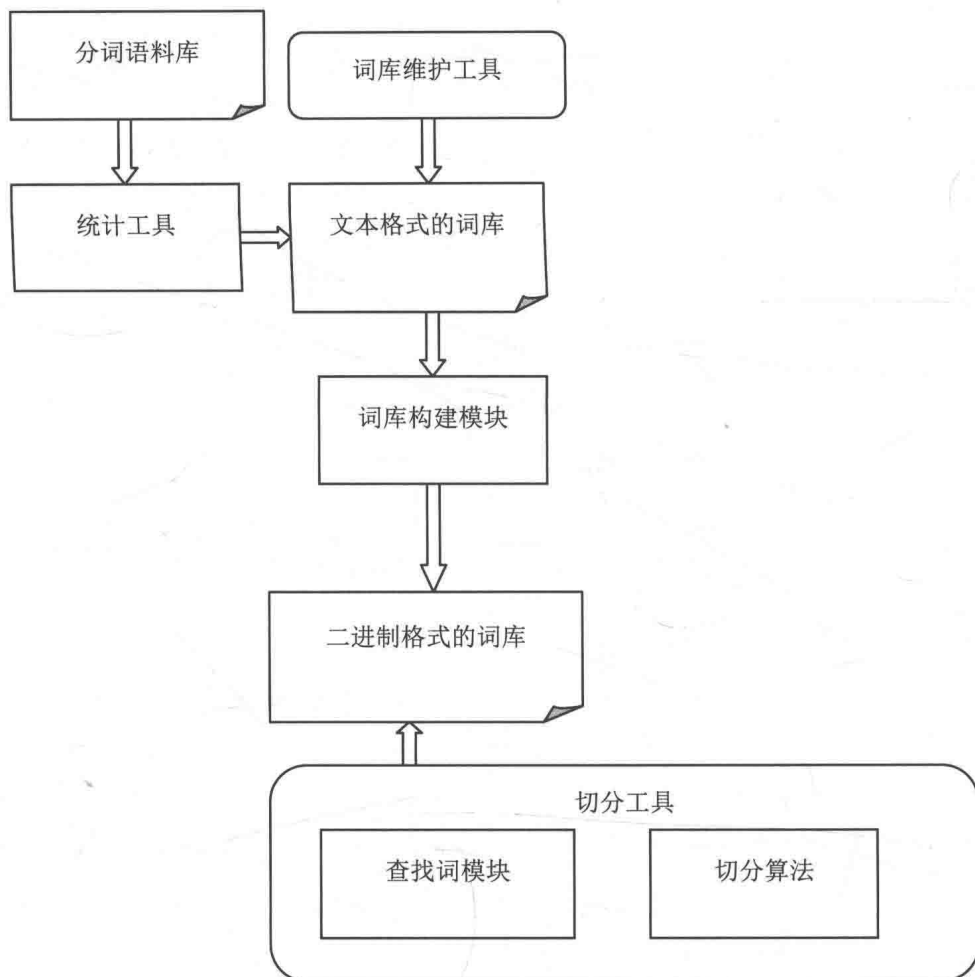 分词语料库
词库维护工具
统计工具
文本格式的词库
词库构建模块
二进制格式的词库
切分工具
查找词模块
切分算法